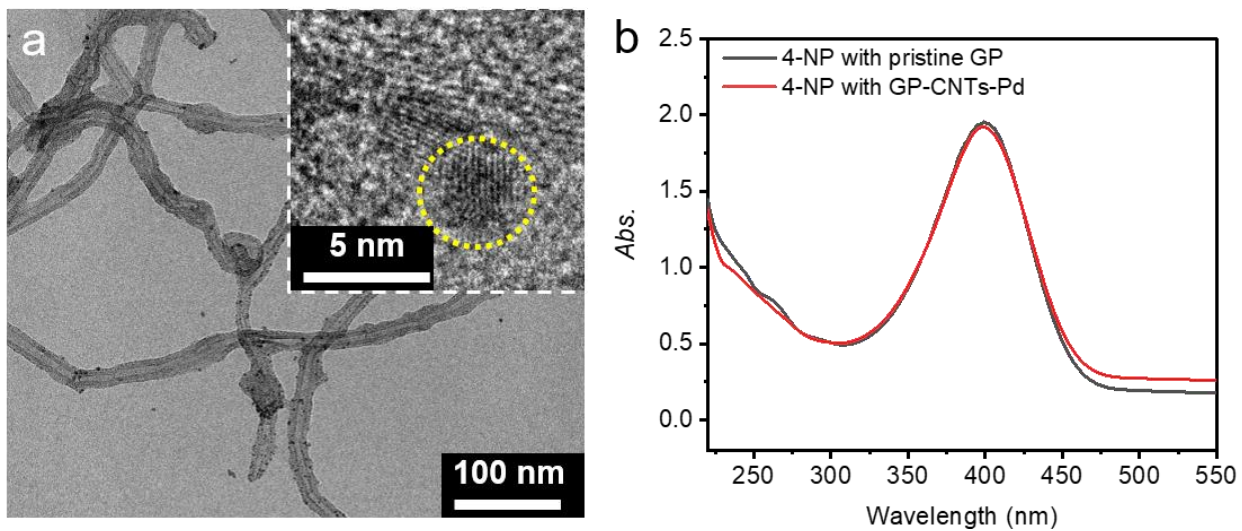 a
5 nm
100 nm
b
4-NP with pristine GP
4-NP with GP-CNTs-Pd
2.5
2.0
1.5
1.0
0.5
0.0
Abs.
250 300 350 400 450 500 550
Wavelength (nm)